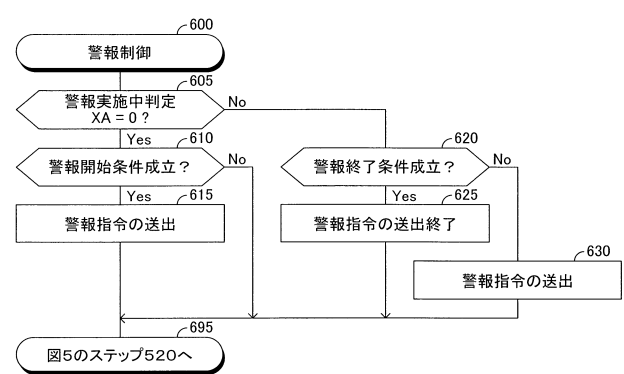 600
警報制御
605
警報実施中判定
XA=0?
No
Yes
610
警報開始条件成立?
No
Yes
615
警報指令の送出
620
警報終了条件成立?
No
Yes
625
警報指令の送出終了
630
警報指令の送出
695
図5のステップ520へ